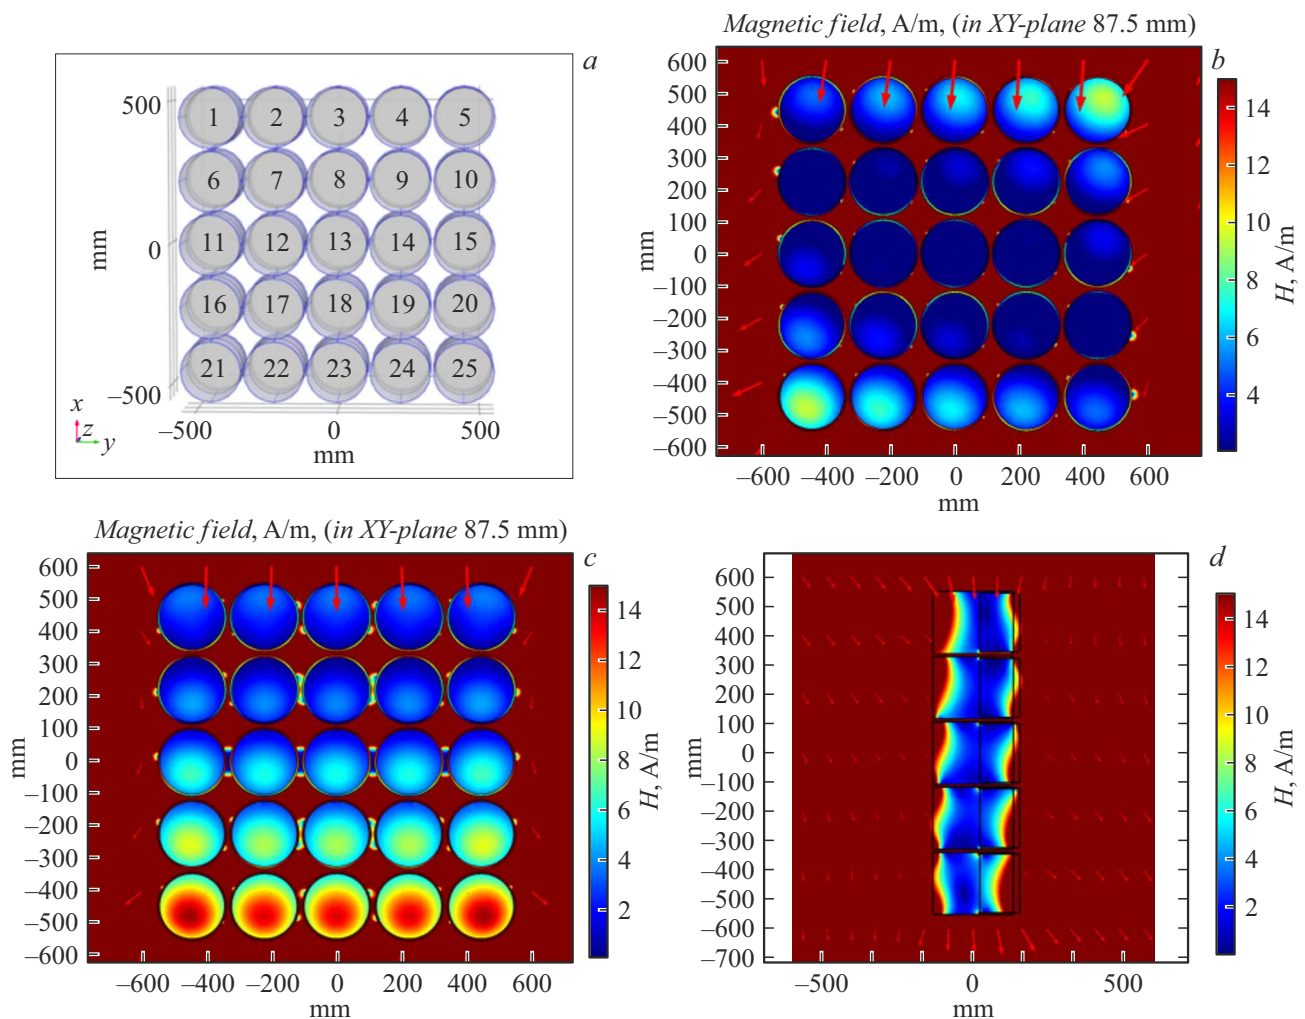 a
500
0
−500
mm
1 2 3 4 5
6 7 8 9 10
11 12 13 14 15
16 17 18 19 20
21 22 23 24 25
x
z
y
−500 0 500
mm
Magnetic field, A/m, (in XY-plane 87.5 mm)
b
600
500
400
300
200
100
0
−100
−200
−300
−400
−500
−600
mm
−600 −400 −200 0 200 400 600
mm
14
12
10
8
6
4
H, A/m
Magnetic field, A/m, (in XY-plane 87.5 mm)
c
600
500
400
300
200
100
0
−100
−200
−300
−400
−500
−600
mm
−600 −400 −200 0 200 400 600
mm
14
12
10
8
6
4
2
H, A/m
d
600
500
400
300
200
100
0
−100
−200
−300
−400
−500
−600
−700
mm
−500 0 500
mm
14
12
10
8
6
4
2
H, A/m